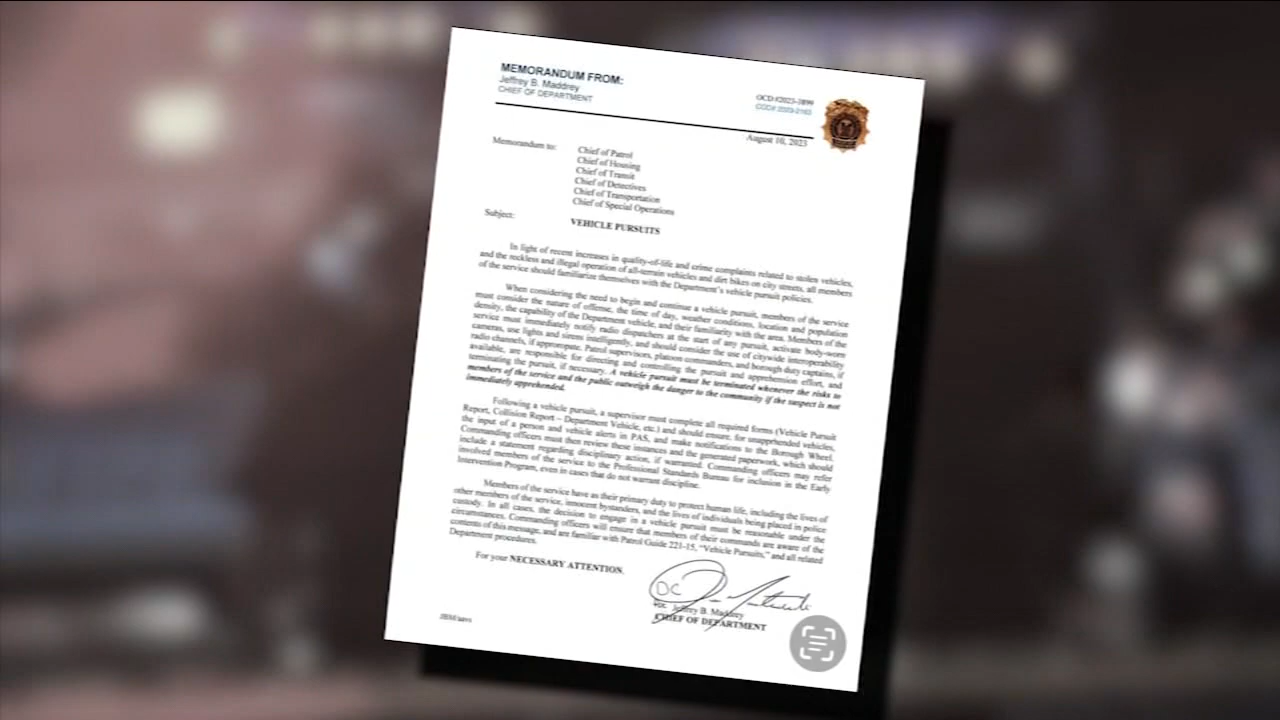 MEMORANDUM FROM:
Jeffrey B. Maddrey
CHIEF OF DEPARTMENT
OCD#:2023-1899
COD# 2023-2163
August 10, 2023
Memorandum to:
Chief of Patrol
Chief of Housing
Chief of Transit
Chief of Detectives
Chief of Transportation
Chief of Special Operations
Subject:
VEHICLE PURSUITS
In light of recent increases in quality-of-life and crime complaints related to stolen vehicles,
and the reckless and illegal operation of all-terrain vehicles and dirt bikes on city streets, all members
of the service should familiarize themselves with the Department's vehicle pursuit policies.
When considering the need to begin and continue a vehicle pursuit, members of the service
must consider the nature of offense, the time of day, weather conditions, location and population
density, the capability of the Department vehicle, and their familiarity with the area. Members of the
service must immediately notify radio dispatchers at the start of any pursuit, activate body-worn
cameras, use lights and sirens intelligently, and should consider the use of citywide interoperability
radio channels, if appropriate. Patrol supervisors, platoon commanders, and borough duty captains, if
available, are responsible for directing and controlling the pursuit and apprehension effort, and
terminating the pursuit, if necessary. A vehicle pursuit must be terminated whenever the risks to
members of the service and the public outweigh the danger to the community if the suspect is not
immediately apprehended.
Following a vehicle pursuit, a supervisor must complete all required forms (Vehicle Pursuit
Report, Collision Report – Department Vehicle, etc.) and should ensure, for unapprehended vehicles,
the input of a person and vehicle alerts in PAS, and make notifications to the Borough Wheel.
Commanding officers must then review these instances and the generated paperwork, which should
include a statement regarding disciplinary action, if warranted. Commanding officers may refer
involved members of the service to the Professional Standards Bureau for inclusion in the Early
Intervention Program, even in cases that do not warrant discipline.
Members of the service have as their primary duty to protect human life, including the lives of
other members of the service, innocent bystanders, and the lives of individuals being placed in police
custody. In all cases, the decision to engage in a vehicle pursuit must be reasonable under the
circumstances. Commanding officers will ensure that members of their commands are aware of the
contents of this message, and are familiar with Patrol Guide 221-15, "Vehicle Pursuits," and all related
Department procedures.
For your NECESSARY ATTENTION.
DC
Jeffrey B. Maddrey
CHIEF OF DEPARTMENT